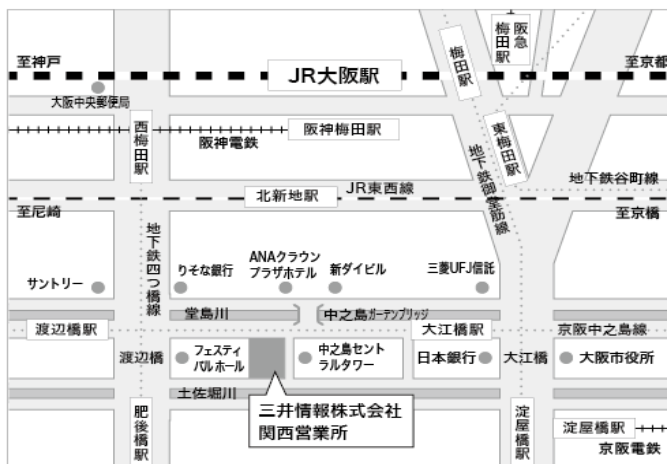 阪急
梅田駅
梅田駅
至神戸
JR大阪駅
至京都
大阪中央郵便局
西梅田駅
阪神電鉄
阪神梅田駅
東梅田駅
地下鉄御堂筋線
地下鉄谷町線
北新地駅
JR東西線
至尼崎
至京橋
地下鉄四つ橋線
サントリー
りそな銀行
ANAクラウン
プラザホテル
新ダイビル
三菱UFJ信託
堂島川
中之島ガーデンブリッジ
渡辺橋駅
大江橋駅
京阪中之島線
渡辺橋
フェスティ
バルホール
中之島セント
ラルタワー
日本銀行
大江橋
大阪市役所
土佐堀川
肥後橋駅
三井情報株式会社
関西営業所
淀屋橋駅
淀屋橋駅
京阪電鉄